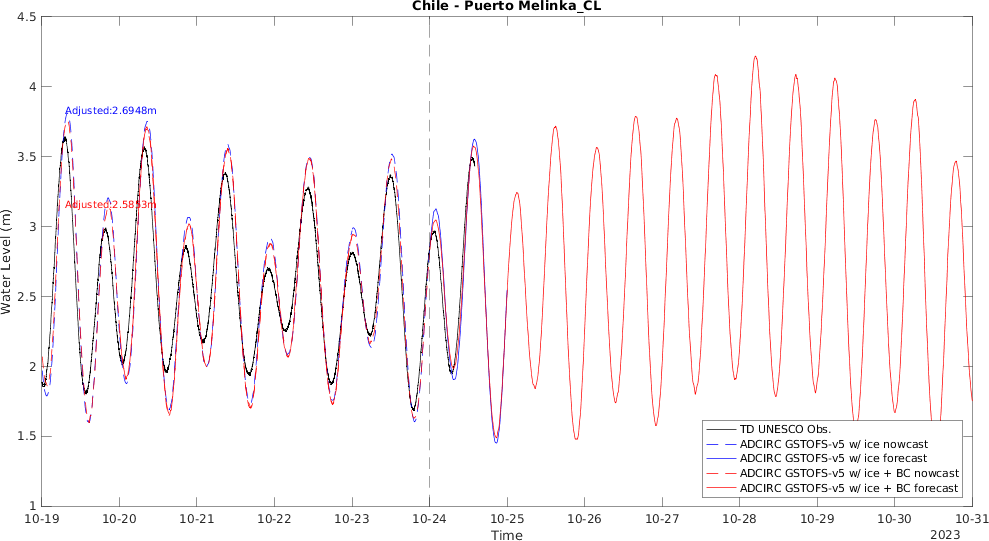 Chile - Puerto Melinka_CL
Water Level (m)
4.5
4
3.5
3
2.5
2
1.5
1
Adjusted:2.6948m
Adjusted:2.5853m
TD UNESCO Obs.
ADCIRC GSTOFS-v5 w/ ice nowcast
ADCIRC GSTOFS-v5 w/ ice forecast
ADCIRC GSTOFS-v5 w/ ice + BC nowcast
ADCIRC GSTOFS-v5 w/ ice + BC forecast
10-19 10-20 10-21 10-22 10-23 10-24 10-25 10-26 10-27 10-28 10-29 10-30 10-31
Time
2023